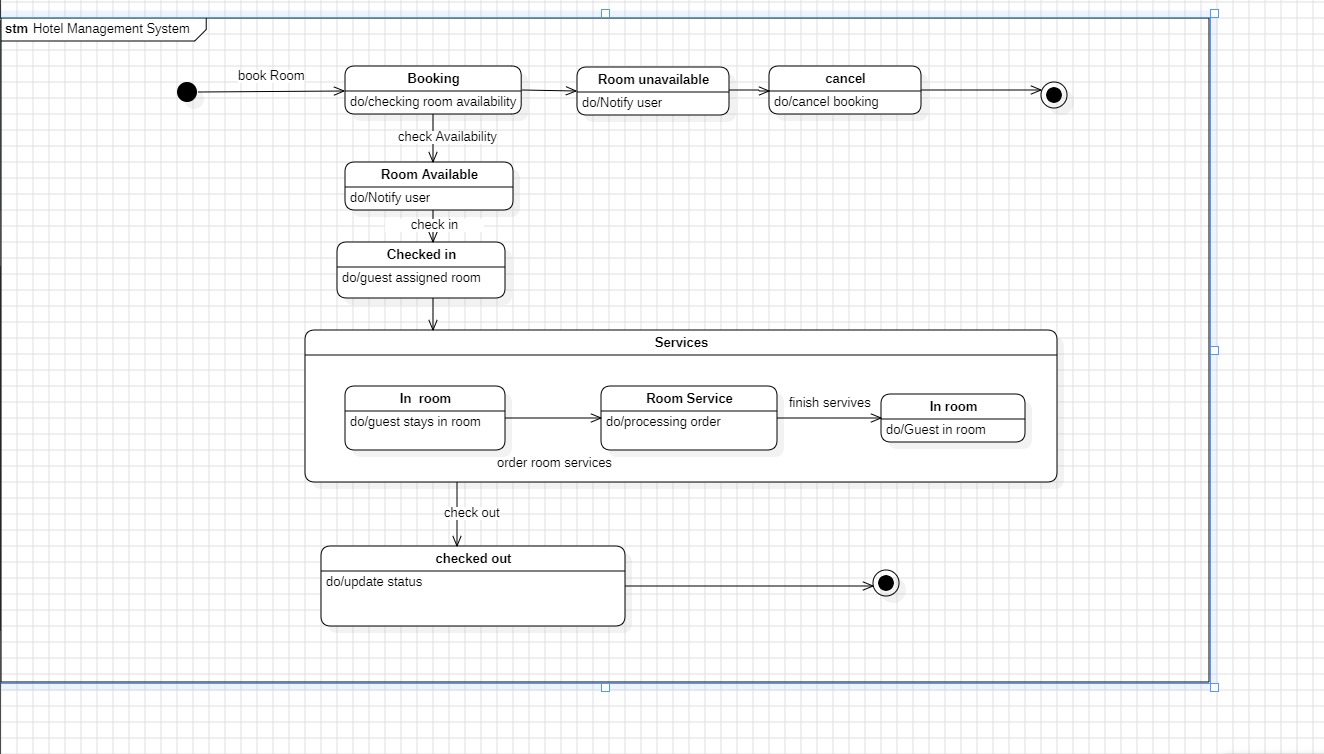 stm Hotel Management System
book Room
Booking
do/checking room availability
Room unavailable
do/Notify user
cancel
do/cancel booking
check Availability
Room Available
do/Notify user
check in
Checked in
do/guest assigned room
Services
In room
do/guest stays in room
Room Service
do/processing order
finish servives
In room
do/Guest in room
order room services
check out
checked out
do/update status